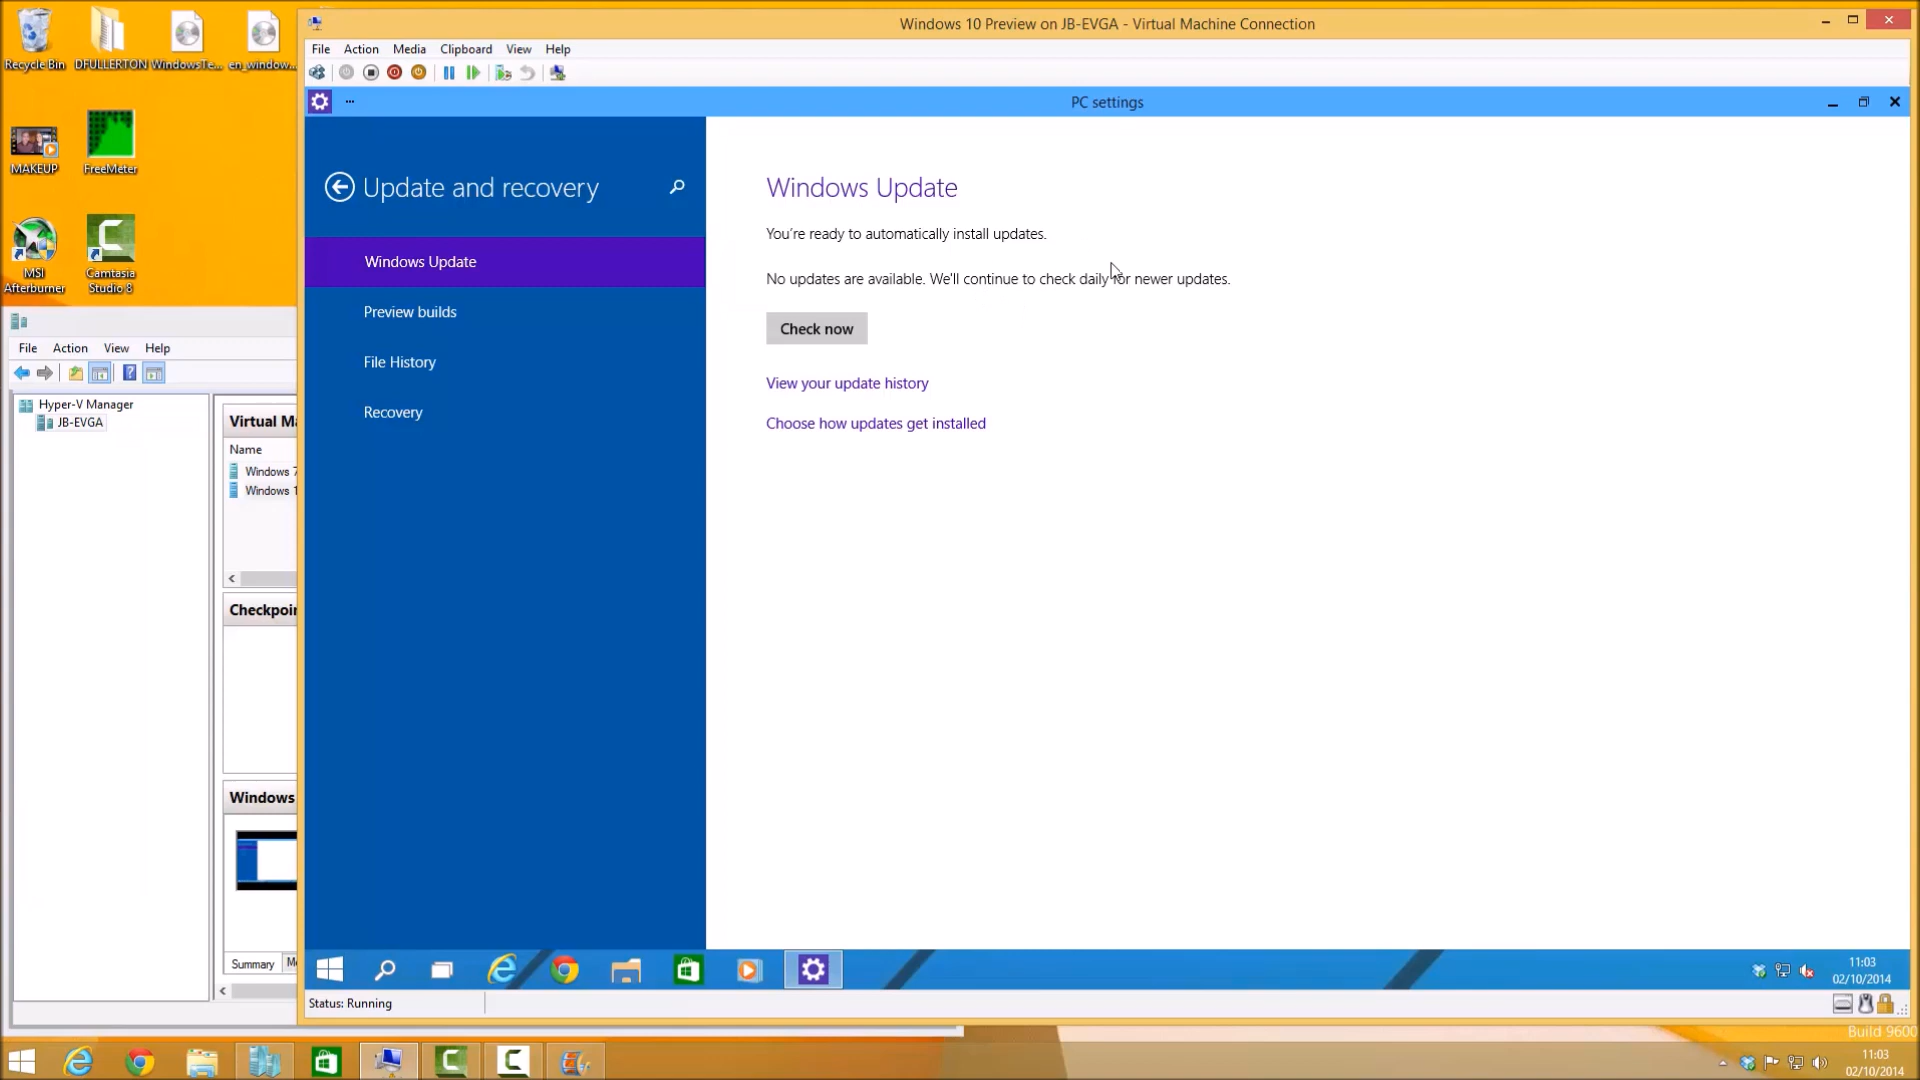 Recycle Bin
DFULLERTON
WindowsTe...
en_window...
MAKEUP
FreeMeter
MSI
Afterburner
Camtasia
Studio 8
File Action View Help
Hyper-V Manager
JB-EVGA
Virtual Ma
Name
Windows 7
Windows 1
Checkpoin
Windows
Summary
Me
Windows 10 Preview on JB-EVGA - Virtual Machine Connection
File Action Media Clipboard View Help
...
PC settings
Update and recovery
Windows Update
Preview builds
File History
Recovery
Windows Update
You're ready to automatically install updates.
No updates are available. We'll continue to check daily for newer updates.
Check now
View your update history
Choose how updates get installed
11:03
02/10/2014
Status: Running
Build 9600
11:03
02/10/2014